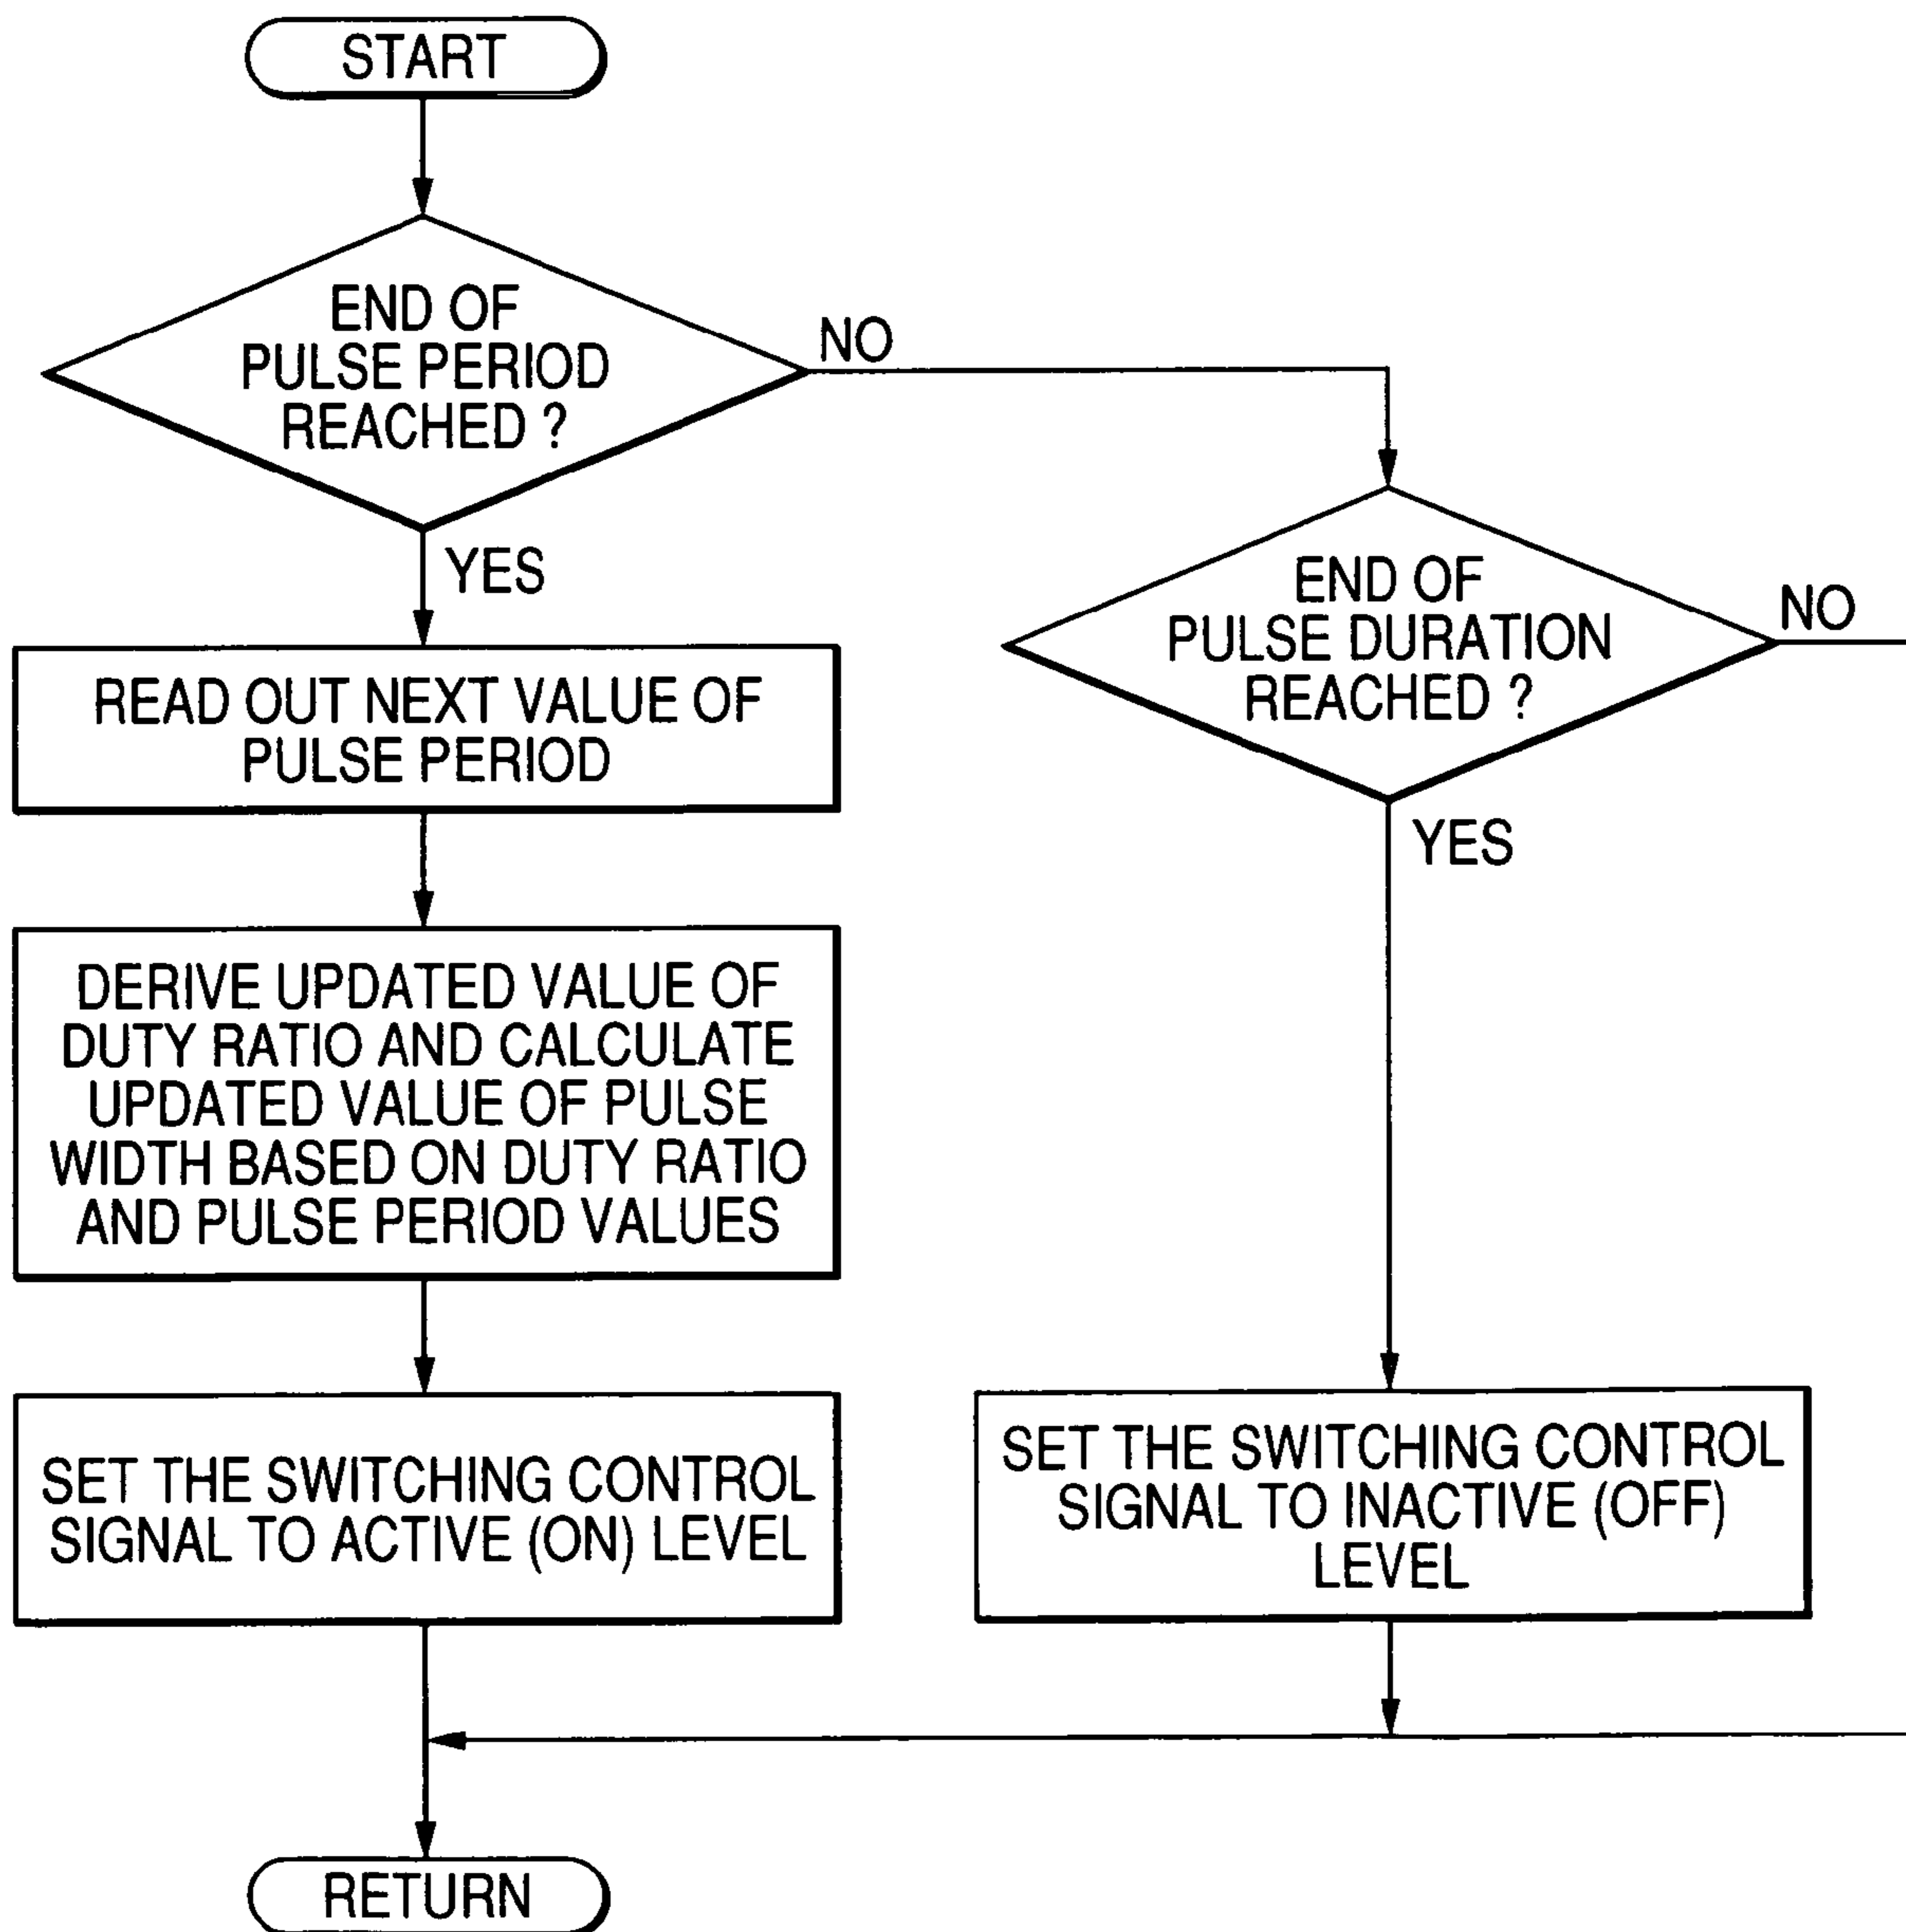 START
END OF
PULSE PERIOD
REACHED ?
NO
YES
READ OUT NEXT VALUE OF
PULSE PERIOD
DERIVE UPDATED VALUE OF
DUTY RATIO AND CALCULATE
UPDATED VALUE OF PULSE
WIDTH BASED ON DUTY RATIO
AND PULSE PERIOD VALUES
SET THE SWITCHING CONTROL
SIGNAL TO ACTIVE (ON) LEVEL
END OF
PULSE DURATION
REACHED ?
NO
YES
SET THE SWITCHING CONTROL
SIGNAL TO INACTIVE (OFF)
LEVEL
RETURN